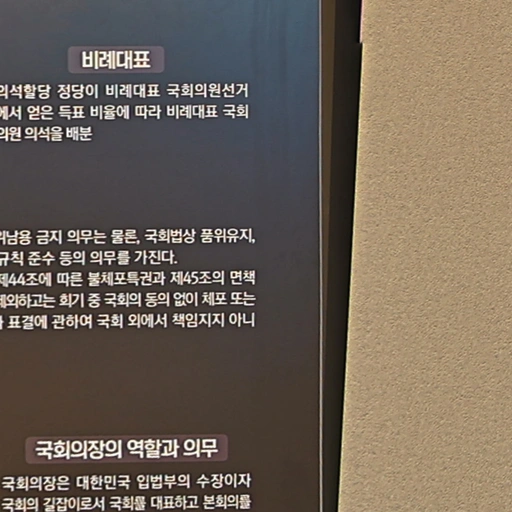 비례대표
의석할당 정당이 비례대표 국회의원선거
에서 얻은 득표 비율에 따라 비례대표 국회
의원 의석을 배분
위남용 금지 의무는 물론, 국회법상 품위유지,
규칙 준수 등의 의무를 가진다.
제44조에 따른 불체포특권과 제45조의 면책
제외하고는 회기 중 국회의 동의 없이 체포 또는
표결에 관하여 국회 외에서 책임지지 아니
국회의장의 역할과 의무
국회의장은 대한민국 입법부의 수장이자
국회의 길잡이로서 국회를 대표하고 본회의를